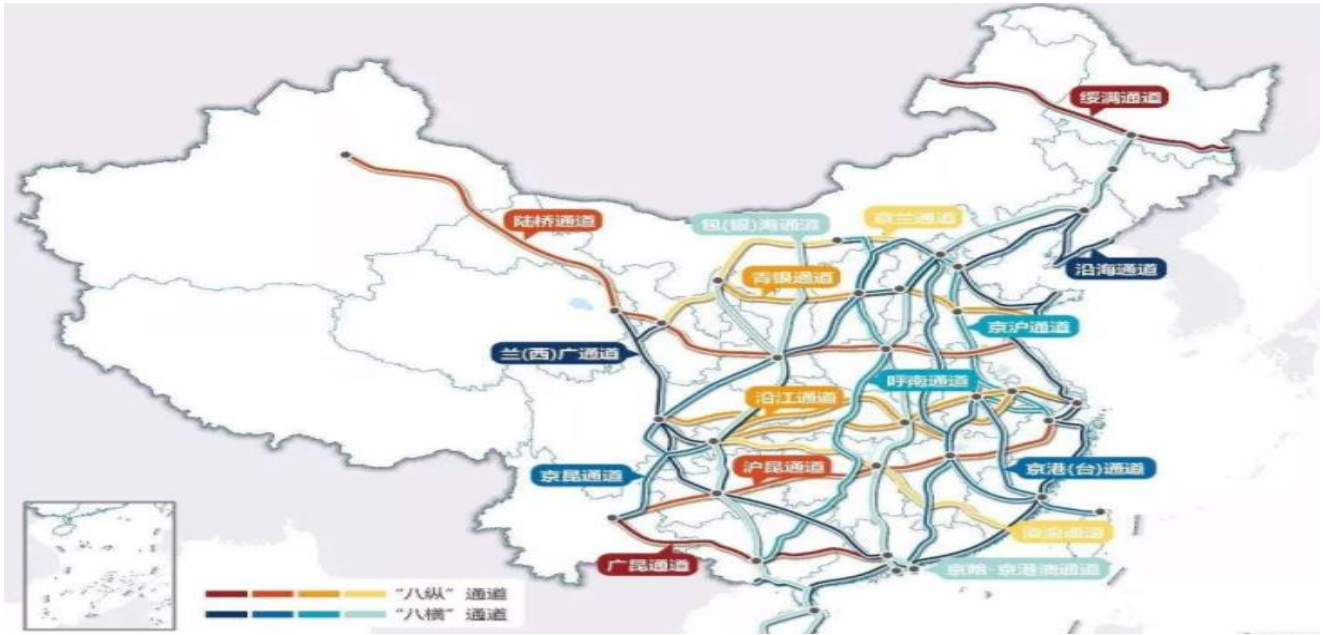 绥满通道
陆桥通道
包(银)海通道
京兰通道
青银通道
沿海通道
京沪通道
兰(西)广通道
呼南通道
沿江通道
京昆通道
沪昆通道
京港(台)通道
厦渝通道
广昆通道
京哈-京港澳通道
“八纵”通道
“八横”通道